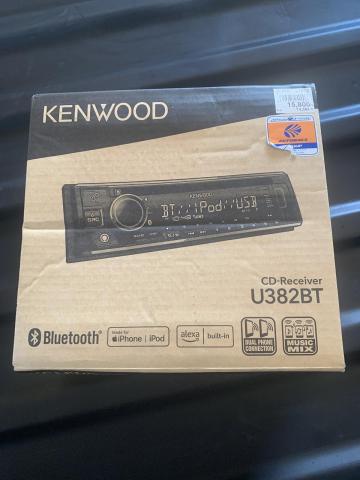 KENWOOD
15,800
KENWOOD
BT iPod USB
CD-Receiver
U382BT
Bluetooth®
Made for
iPhone | iPod
alexa
built-in
DUAL PHONE
CONNECTION
MUSIC
MIX